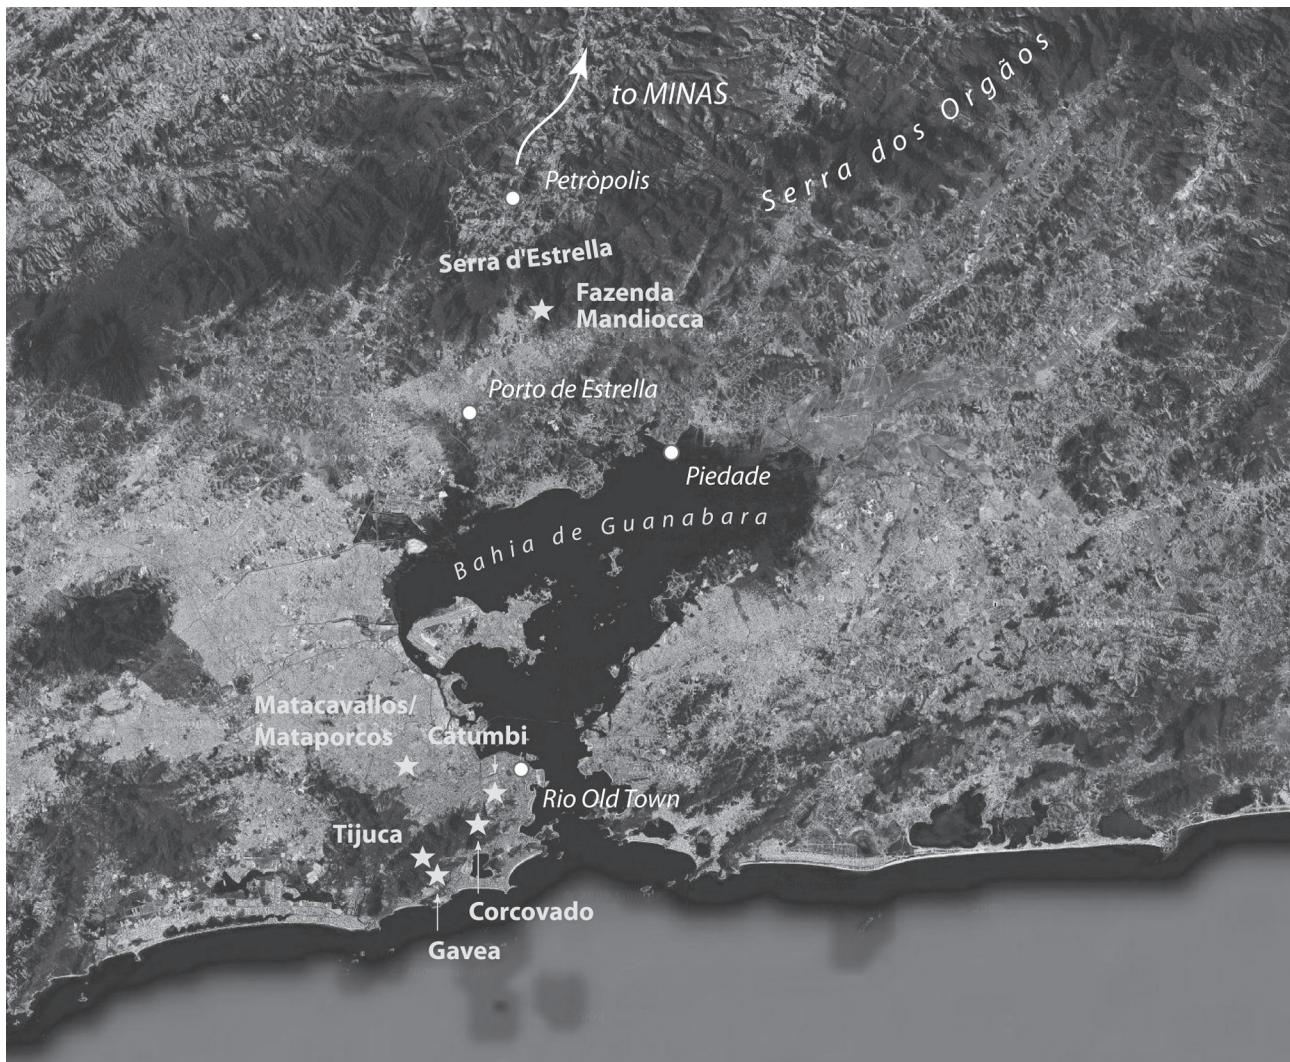 to MINAS
Serra dos Orgãos
Petròpolis
Serra d'Estrella
Fazenda
Mandiocca
Porto de Estrella
Piedade
Bahia de Guanabara
Matacavallos/
Mataporcos
Catumbi
Rio Old Town
Tijuca
Corcovado
Gavea